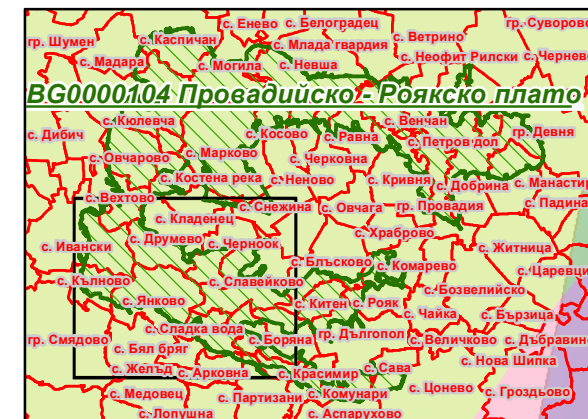 с. Енево с. Белоградец гр. Суворово
гр. Шумен с. Каспичан с. Млада гвардия с. Ветрино
с. Мадара с. Могила с. Невша с. Неофит Рилски с. Чернев
BG0000104 Провадийско - Роякско плато
с. Дибич с. Кюлевча с. Косово с. Равна с. Венчан гр. Девня
с. Овчарово с. Марково с. Черковна с. Петров дол
с. Костена река с. Неново с. Кривня с. Добрина с. Манасти
с. Вехтово с. Снежина с. Овчага гр. Провадия с. Падина
с. Кладенец с. Храброво
с. Ивански с. Друмево с. Черноок с. Житница
с. Блъсково с. Комарево с. Царевци
с. Кълново с. Славейково с. Бозвелийско
с. Янково с. Китен с. Рояк с. Чайка с. Бързица
гр. Смядово с. Сладка вода с. Боряна гр. Дългопол с. Величково с. Дъбравин
с. Бял бряг с. Нова Шипка
с. Желъд с. Арковна с. Красимир с. Сава
с. Медовец с. Партизани с. Комунари с. Цонево с. Гроздьово
с. Лопушна с. Аспарухово